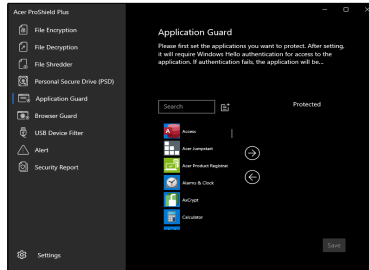 Acer ProShield Plus
File Encryption
File Decryption
File Shredder
Personal Secure Drive (PSD)
Application Guard
Browser Guard
USB Device Filter
Alert
Security Report
Settings
Application Guard
Please first set the applications you want to protect. After setting,
it will require Windows Hello authentication for access to the
application. If authentication fails, the application will be...
Search
Protected
Access
Acer Jumpstart
Acer Product Registrat
Alarms & Clock
AxCrypt
Calculator
Save